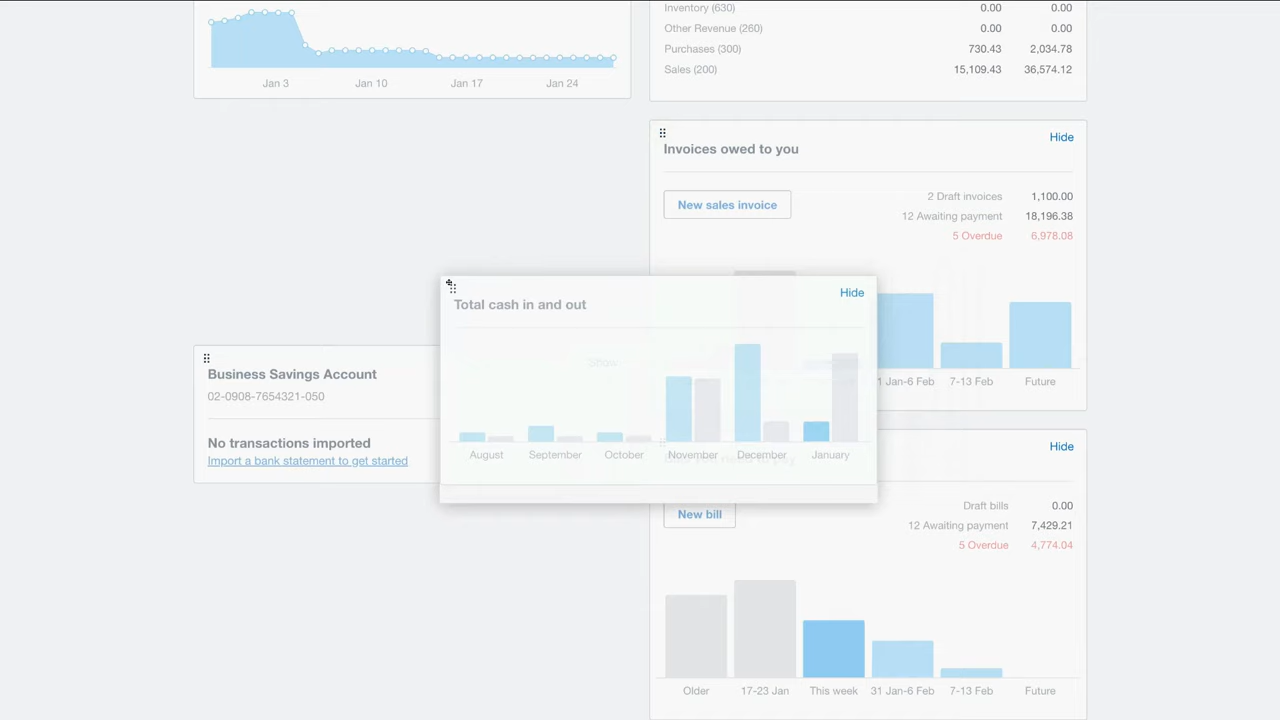 Jan 3 Jan 10 Jan 17 Jan 24
Inventory (630) 0.00 0.00
Other Revenue (260) 0.00 0.00
Purchases (300) 730.43 2,034.78
Sales (200) 15,109.43 36,574.12
Hide
Invoices owed to you
New sales invoice
2 Draft invoices 1,100.00
12 Awaiting payment 18,196.38
5 Overdue 6,978.08
1 Jan-6 Feb 7-13 Feb Future
Hide
Total cash in and out
Show
August September October November December January
Business Savings Account
02-0908-7654321-050
No transactions imported
Import a bank statement to get started
Hide
New bill
Draft bills 0.00
12 Awaiting payment 7,429.21
5 Overdue 4,774.04
Older 17-23 Jan This week 31 Jan-6 Feb 7-13 Feb Future